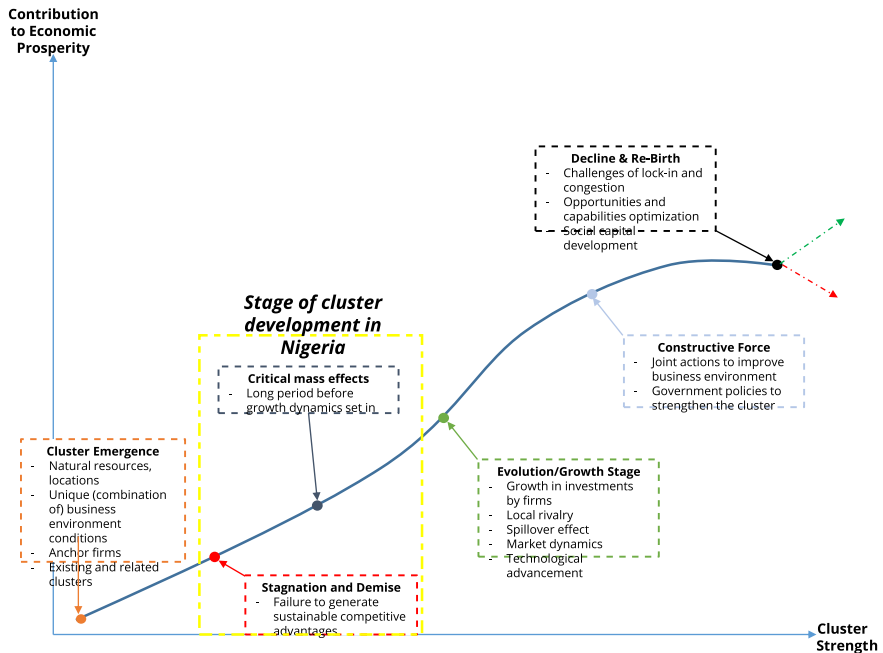 Contribution
to Economic
Prosperity
Decline & Re-Birth
- Challenges of lock-in and
congestion
- Opportunities and
capabilities optimization
- Social capital
development
Stage of cluster
development in
Nigeria
Critical mass effects
- Long period before
growth dynamics set in
Constructive Force
- Joint actions to improve
business environment
- Government policies to
strengthen the cluster
Cluster Emergence
- Natural resources,
locations
- Unique (combination
of) business
environment
conditions
- Anchor firms
- Existing and related
clusters
Evolution/Growth Stage
- Growth in investments
by firms
- Local rivalry
- Spillover effect
- Market dynamics
- Technological
advancement
Stagnation and Demise
- Failure to generate
sustainable competitive
advantages
Cluster
Strength